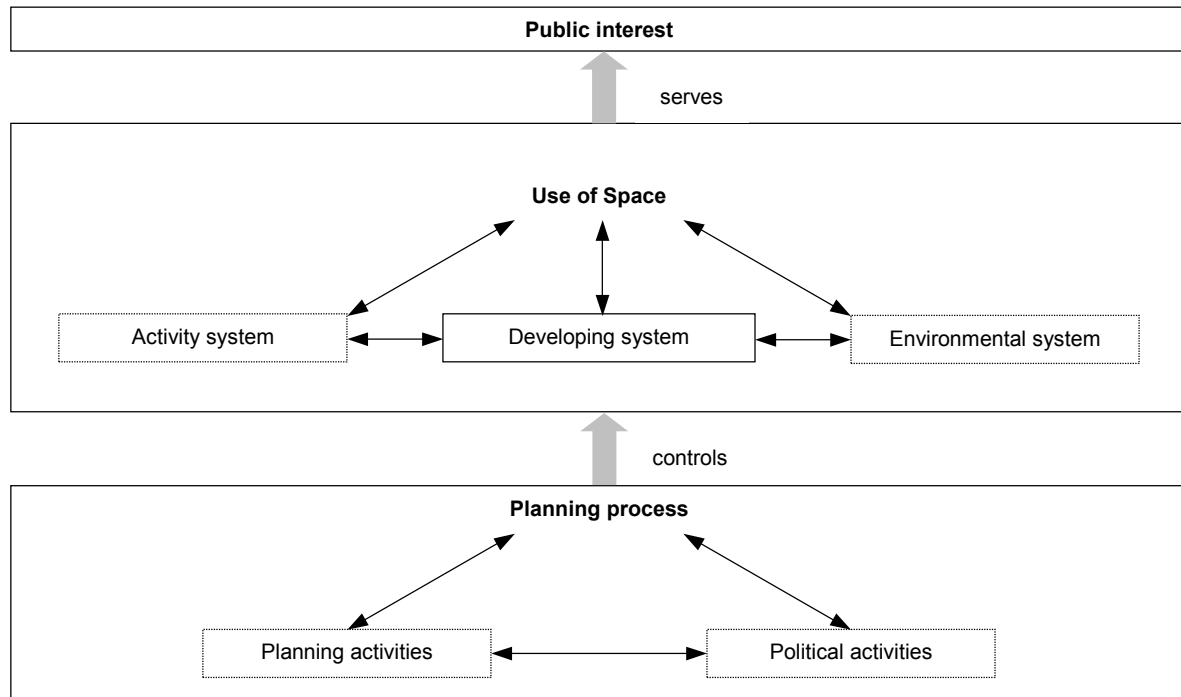 Public interest
serves
Use of Space
Activity system
Developing system
Environmental system
controls
Planning process
Planning activities
Political activities